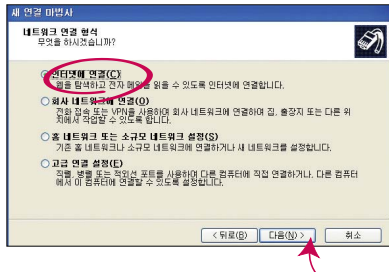 새 연결 마법사
네트워크 연결 형식
무엇을 하시겠습니까?
인터넷에 연결(C)
웹을 탐색하고 전자 메일을 읽을 수 있도록 인터넷에 연결합니다.
회사 네트워크에 연결(O)
전화 접속 또는 VPN을 사용하여 회사 네트워크에 연결하여 집, 출장지 또는 다른 위
치에서 작업할 수 있도록 합니다.
홈 네트워크 또는 소규모 네트워크 설정(S)
기존 홈 네트워크나 소규모 네트워크에 연결하거나 새 네트워크를 설정합니다.
고급 연결 설정(E)
직렬, 병렬 또는 적외선 포트를 사용하여 다른 컴퓨터에 직접 연결하거나, 다른 컴퓨터
에서 이 컴퓨터에 연결할 수 있도록 설정합니다.
< 뒤로(B) 다음(N) > 취소